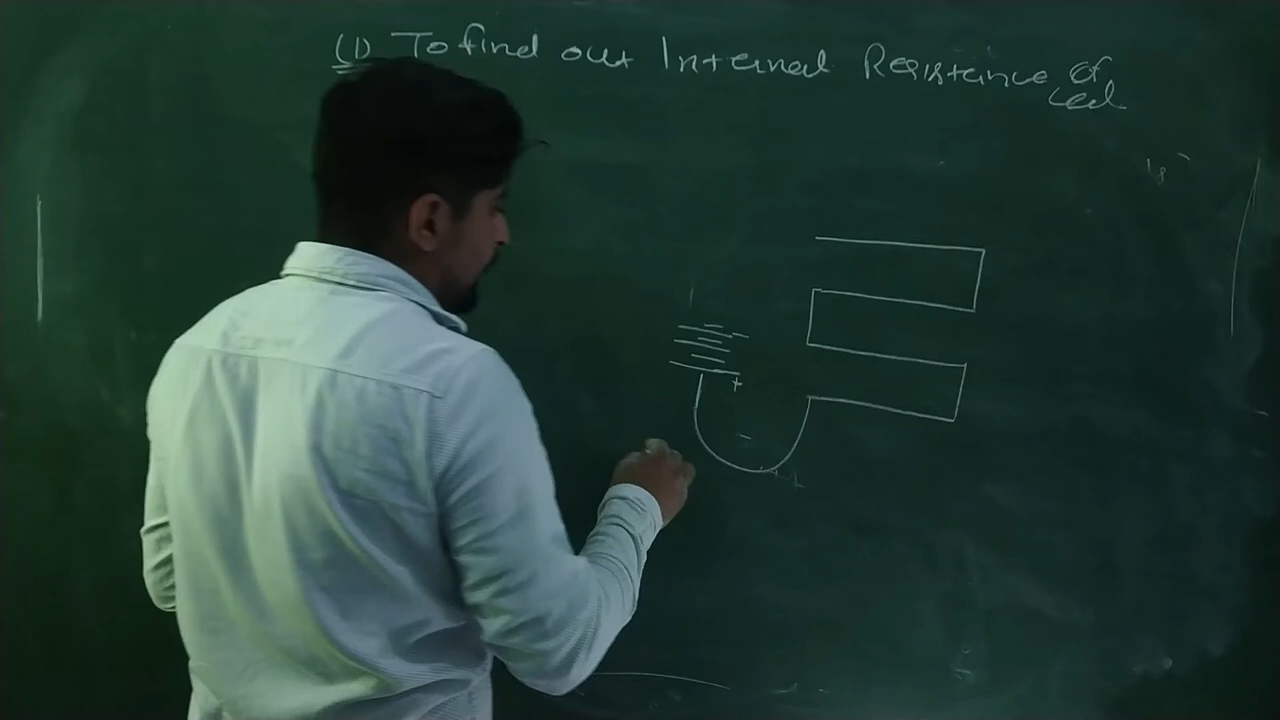 (1) To find out Internal Resistance of
cell
+